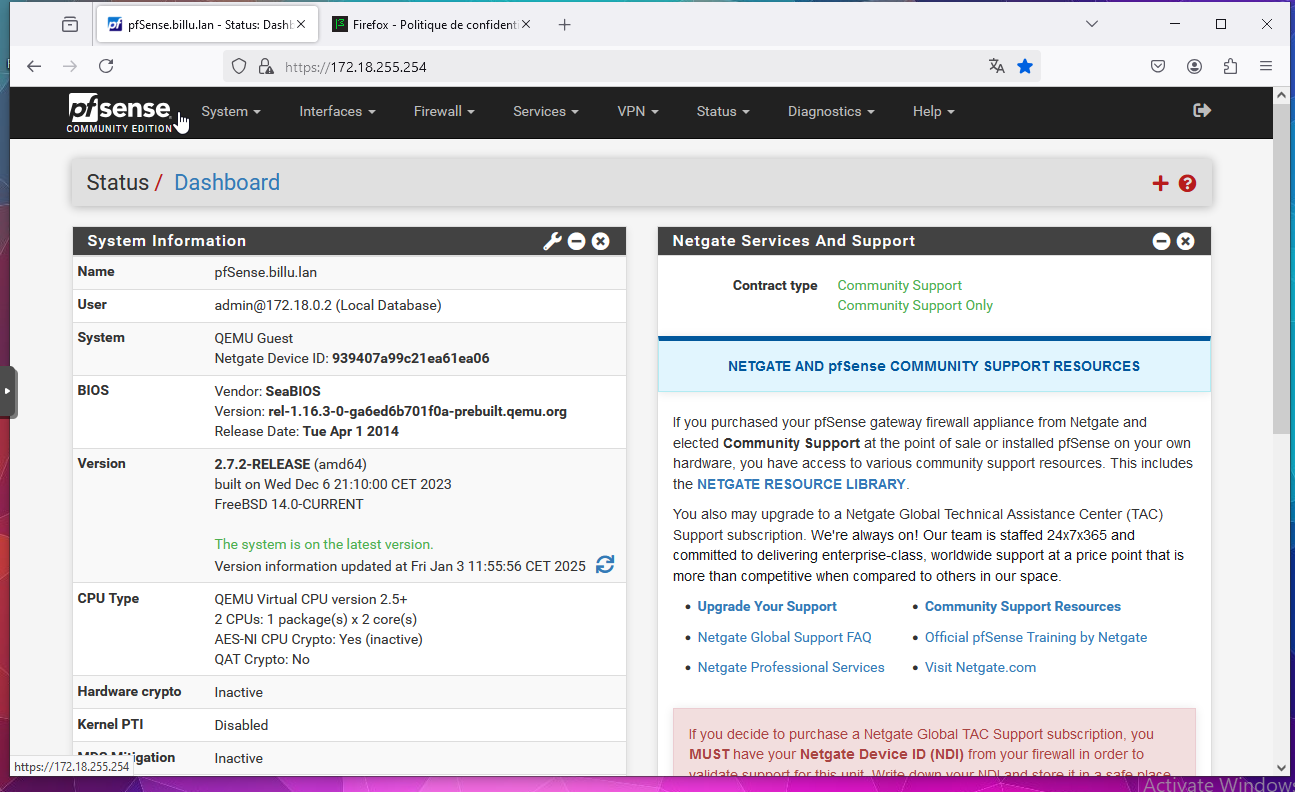 pfSense.billu.lan - Status: Dashb
Firefox - Politique de confidenti
https://172.18.255.254
pfsense
COMMUNITY EDITION
System
Interfaces
Firewall
Services
VPN
Status
Diagnostics
Help
Status / Dashboard
System Information
Name pfSense.billu.lan
User admin@172.18.0.2 (Local Database)
System QEMU Guest
Netgate Device ID: 939407a99c21ea61ea06
BIOS Vendor: SeaBIOS
Version: rel-1.16.3-0-ga6ed6b701f0a-prebuilt.qemu.org
Release Date: Tue Apr 1 2014
Version 2.7.2-RELEASE (amd64)
built on Wed Dec 6 21:10:00 CET 2023
FreeBSD 14.0-CURRENT
The system is on the latest version.
Version information updated at Fri Jan 3 11:55:56 CET 2025
CPU Type QEMU Virtual CPU version 2.5+
2 CPUs: 1 package(s) x 2 core(s)
AES-NI CPU Crypto: Yes (inactive)
QAT Crypto: No
Hardware crypto Inactive
Kernel PTI Disabled
MDS Mitigation Inactive
https://172.18.255.254
Netgate Services And Support
Contract type Community Support
Community Support Only
NETGATE AND pfSense COMMUNITY SUPPORT RESOURCES
If you purchased your pfSense gateway firewall appliance from Netgate and
elected Community Support at the point of sale or installed pfSense on your own
hardware, you have access to various community support resources. This includes
the NETGATE RESOURCE LIBRARY.
You also may upgrade to a Netgate Global Technical Assistance Center (TAC)
Support subscription. We're always on! Our team is staffed 24x7x365 and
committed to delivering enterprise-class, worldwide support at a price point that is
more than competitive when compared to others in our space.
• Upgrade Your Support
• Community Support Resources
• Netgate Global Support FAQ
• Official pfSense Training by Netgate
• Netgate Professional Services
• Visit Netgate.com
If you decide to purchase a Netgate Global TAC Support subscription, you
MUST have your Netgate Device ID (NDI) from your firewall in order to
validate support for this unit. Write down your NDI and store it in a safe place
Activate Windows